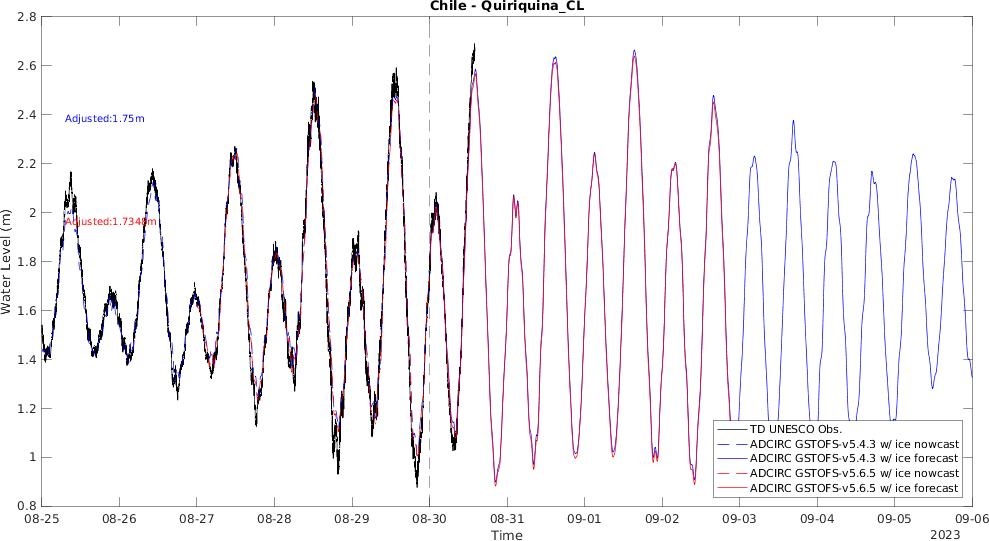 Chile - Quiriquina_CL
2.8
2.6
2.4
2.2
2
1.8
1.6
1.4
1.2
1
0.8
Water Level (m)
Adjusted:1.75m
Adjusted:1.7348m
TD UNESCO Obs.
ADCIRC GSTOFS-v5.4.3 w/ ice nowcast
ADCIRC GSTOFS-v5.4.3 w/ ice forecast
ADCIRC GSTOFS-v5.6.5 w/ ice nowcast
ADCIRC GSTOFS-v5.6.5 w/ ice forecast
08-25 08-26 08-27 08-28 08-29 08-30 08-31 09-01 09-02 09-03 09-04 09-05 09-06
Time
2023